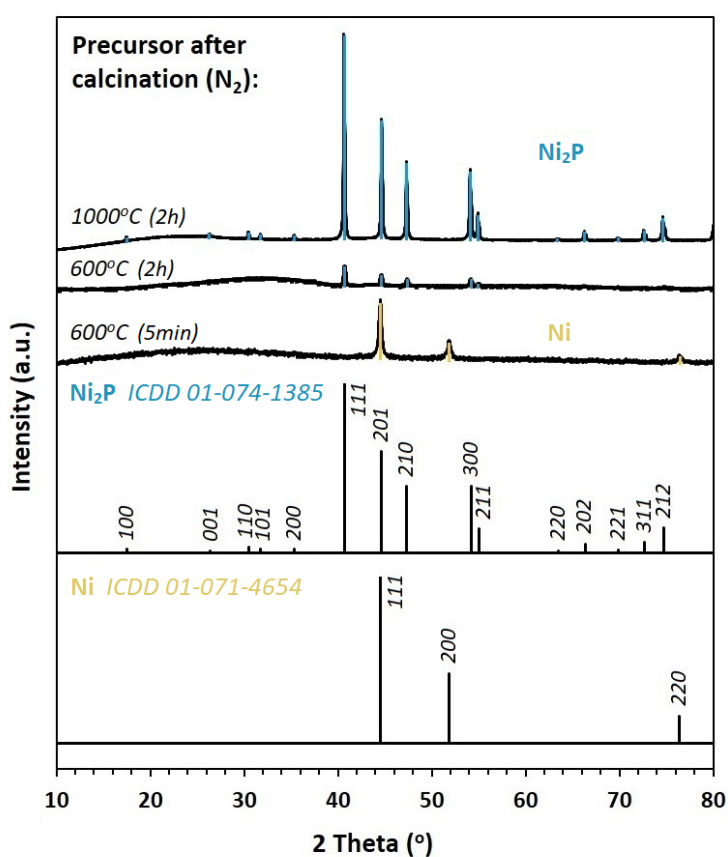 Precursor after
calcination (N₂):
Ni₂P
1000°C (2h)
600°C (2h)
600°C (5min)
Ni
Ni₂P ICDD 01-074-1385
100
001
110
101
200
111
201
210
300
211
220
202
221
311
212
Ni ICDD 01-071-4654
111
200
220
Intensity (a.u.)
10 20 30 40 50 60 70 80
2 Theta (°)